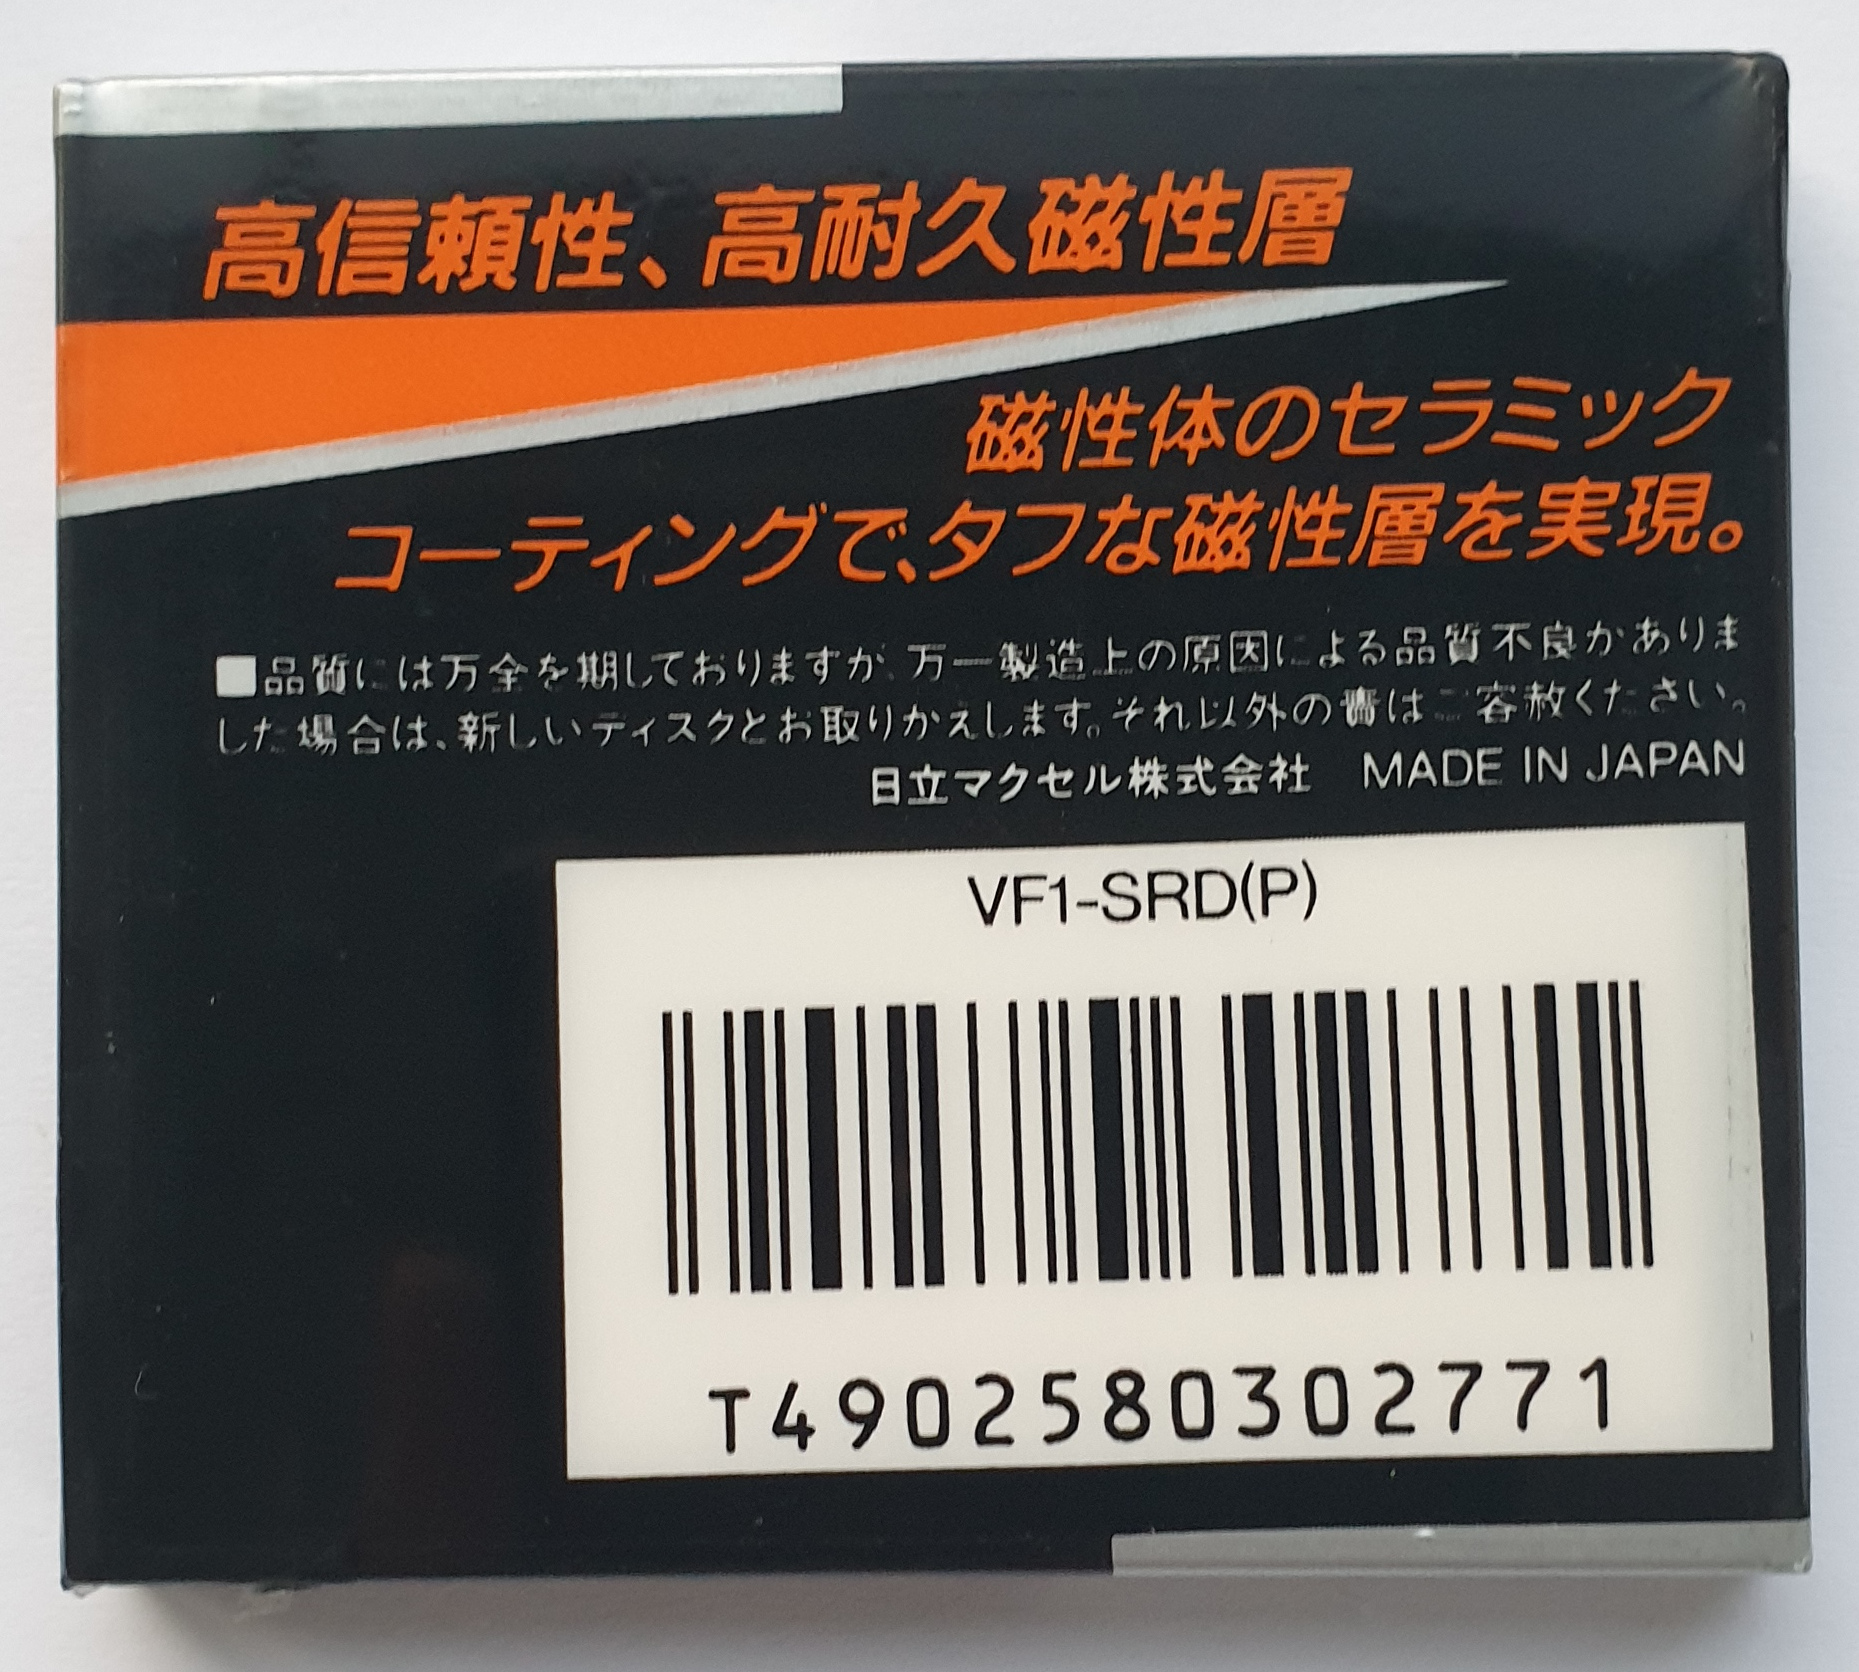 高信頼性、高耐久磁性層
磁性体のセラミック
コーティングで、タフな磁性層を実現。
■品質には万全を期しておりますが、万一製造上の原因による品質不良がありま
した場合は、新しいディスクとお取りかえします。それ以外の責はご容赦ください。
日立マクセル株式会社 MADE IN JAPAN
VF1-SRD(P)
T4902580302771